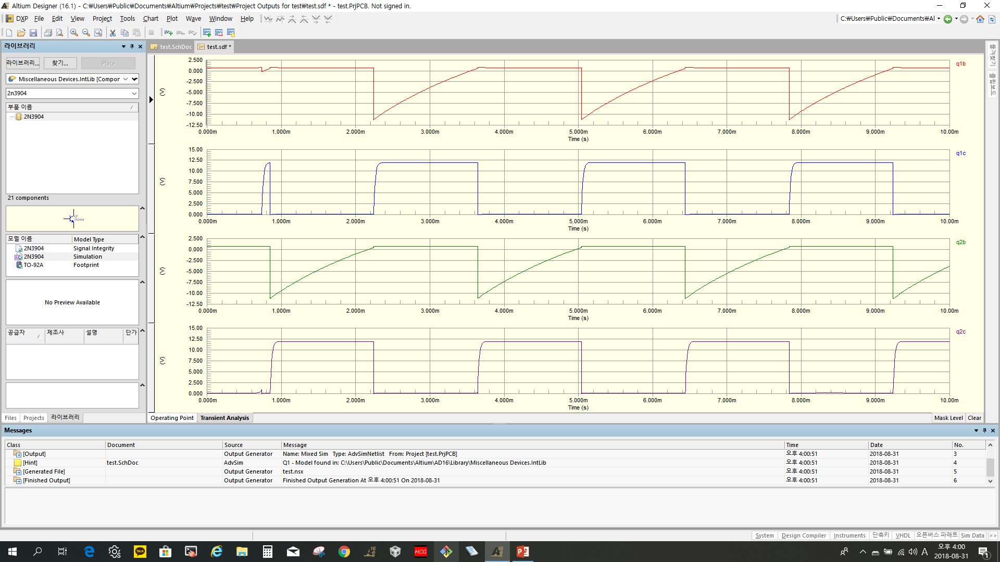 Altium Designer (16.1) - C:₩Users₩Public₩Documents₩Altium₩Projects₩test₩Project Outputs for test₩test.sdf * - test.PrjPCB. Not signed in.
DXP File Edit View Project Tools Chart Plot Wave Window Help
C:₩Users₩Public₩Documents₩Al
라이브러리
test.SchDoc test.sdf *
라이브러리... 찾기... Place
Miscellaneous Devices.IntLib [Compor
2n3904
부품 이름
2N3904
21 components
모델 이름 Model Type
2N3904 Signal Integrity
2N3904 Simulation
TO-92A Footprint
No Preview Available
공급자 제조사 설명 단가
Files Projects 라이브러리
즐겨찾기
클립보드
q1b
(V)
2.500
0.000
-2.500
-5.000
-7.500
-10.00
-12.50
0.000m 1.000m 2.000m 3.000m 4.000m 5.000m 6.000m 7.000m 8.000m 9.000m 10.00m
Time (s)
q1c
(V)
15.00
12.50
10.00
7.500
5.000
2.500
0.000
0.000m 1.000m 2.000m 3.000m 4.000m 5.000m 6.000m 7.000m 8.000m 9.000m 10.00m
Time (s)
q2b
(V)
2.500
0.000
-2.500
-5.000
-7.500
-10.00
-12.50
0.000m 1.000m 2.000m 3.000m 4.000m 5.000m 6.000m 7.000m 8.000m 9.000m 10.00m
Time (s)
q2c
(V)
15.00
12.50
10.00
7.500
5.000
2.500
0.000
0.000m 1.000m 2.000m 3.000m 4.000m 5.000m 6.000m 7.000m 8.000m 9.000m 10.00m
Time (s)
Operating Point Transient Analysis Mask Level Clear
Messages
Class Document Source Message Time Date No.
[Output] Output Generator Name: Mixed Sim Type: AdvSimNetlist From: Project [test.PrjPCB] 오후 4:00:51 2018-08-31 3
[Hint] test.SchDoc AdvSim Q1 - Model found in: C:\Users\Public\Documents\Altium\AD16\Library\Miscellaneous Devices.IntLib 오후 4:00:51 2018-08-31 4
[Generated File] Output Generator test.nsx 오후 4:00:51 2018-08-31 5
[Finished Output] Output Generator Finished Output Generation At 오후 4:00:51 On 2018-08-31 오후 4:00:51 2018-08-31 6
System Design Compiler Instruments 단축키 VHDL 오픈버스 파래트 Sim Data >>
TALK
HCG
A 오후 4:00
2018-08-31
1